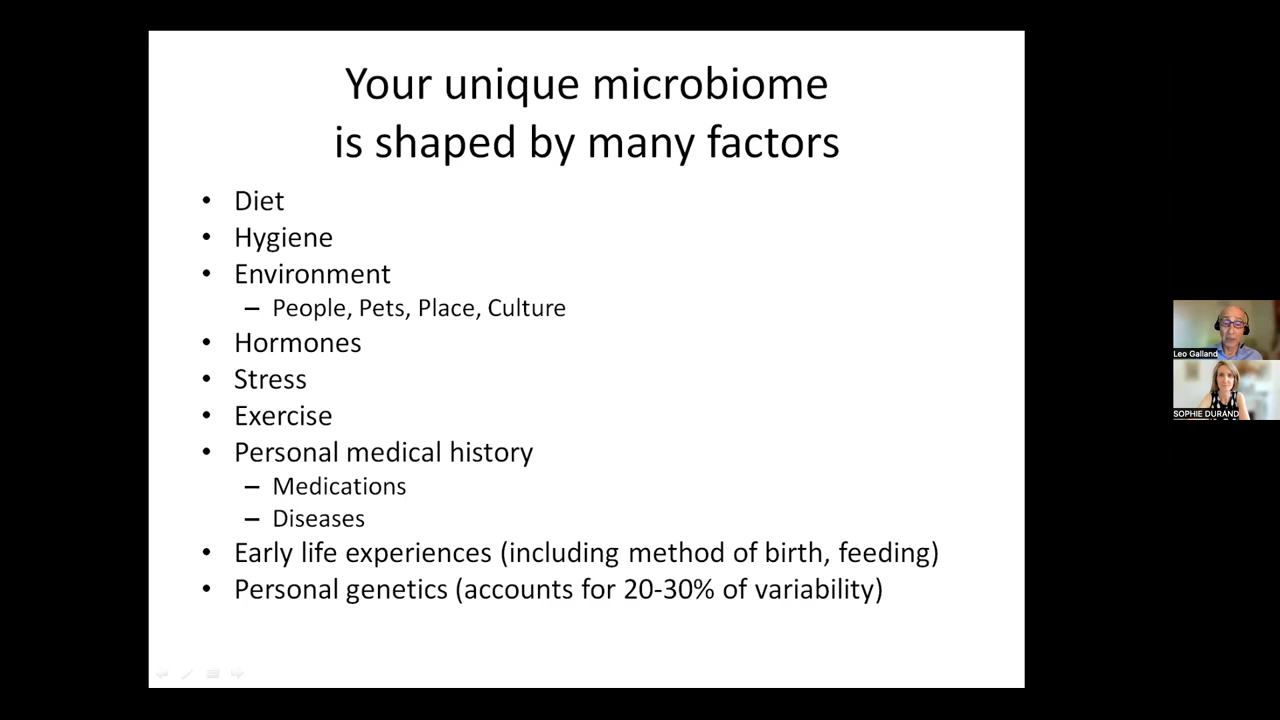 Your unique microbiome
is shaped by many factors
• Diet
• Hygiene
• Environment
– People, Pets, Place, Culture
• Hormones
• Stress
• Exercise
• Personal medical history
– Medications
– Diseases
• Early life experiences (including method of birth, feeding)
• Personal genetics (accounts for 20-30% of variability)
Leo Galland
SOPHIE DURAND